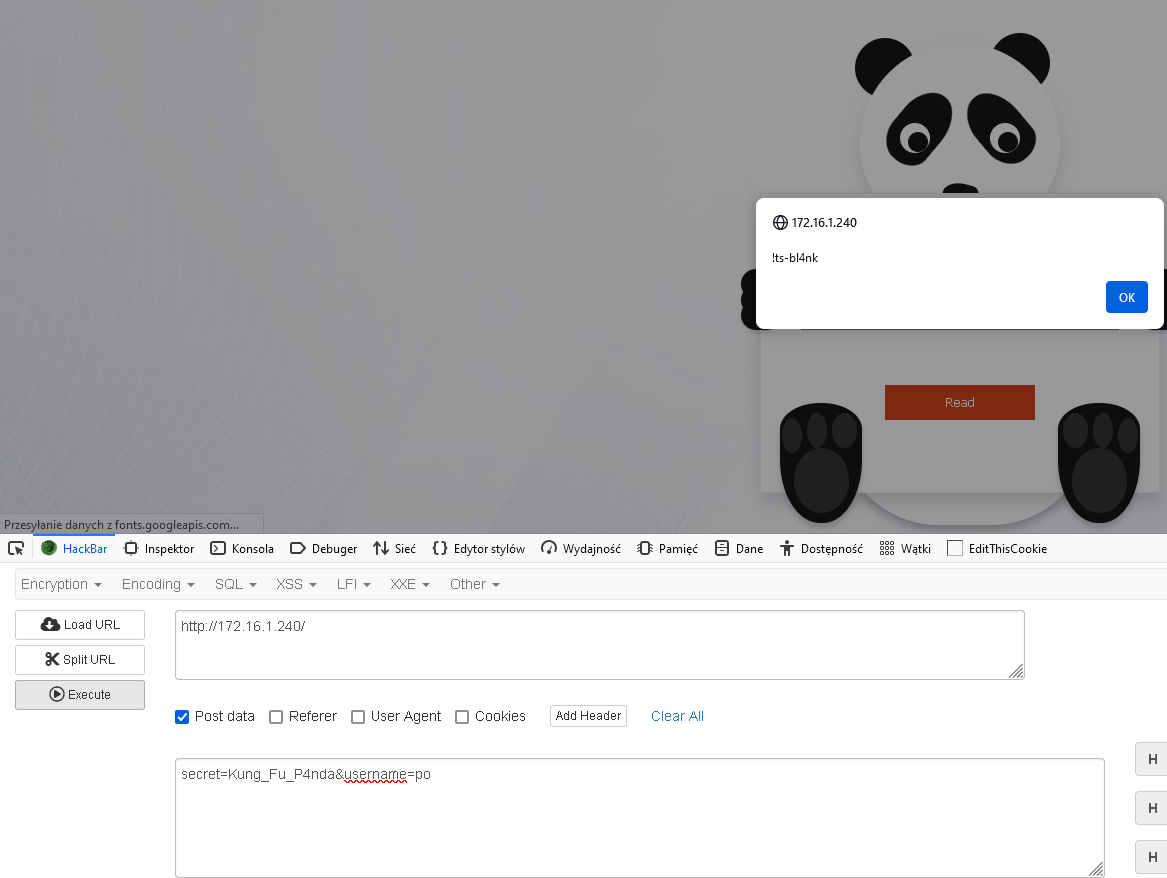 172.16.1.240
!ts-bl4nk
OK
Read
Przesyłanie danych z fonts.googleapis.com...
HackBar Inspektor Konsola Debuger Sieć Edytor stylów Wydajność Pamięć Dane Dostępność Wątki EditThisCookie
Encryption Encoding SQL XSS LFI XXE Other
Load URL
http://172.16.1.240/
Split URL
Execute
Post data Referer User Agent Cookies Add Header Clear All
secret=Kung_Fu_P4nda&username=po
H
H
H